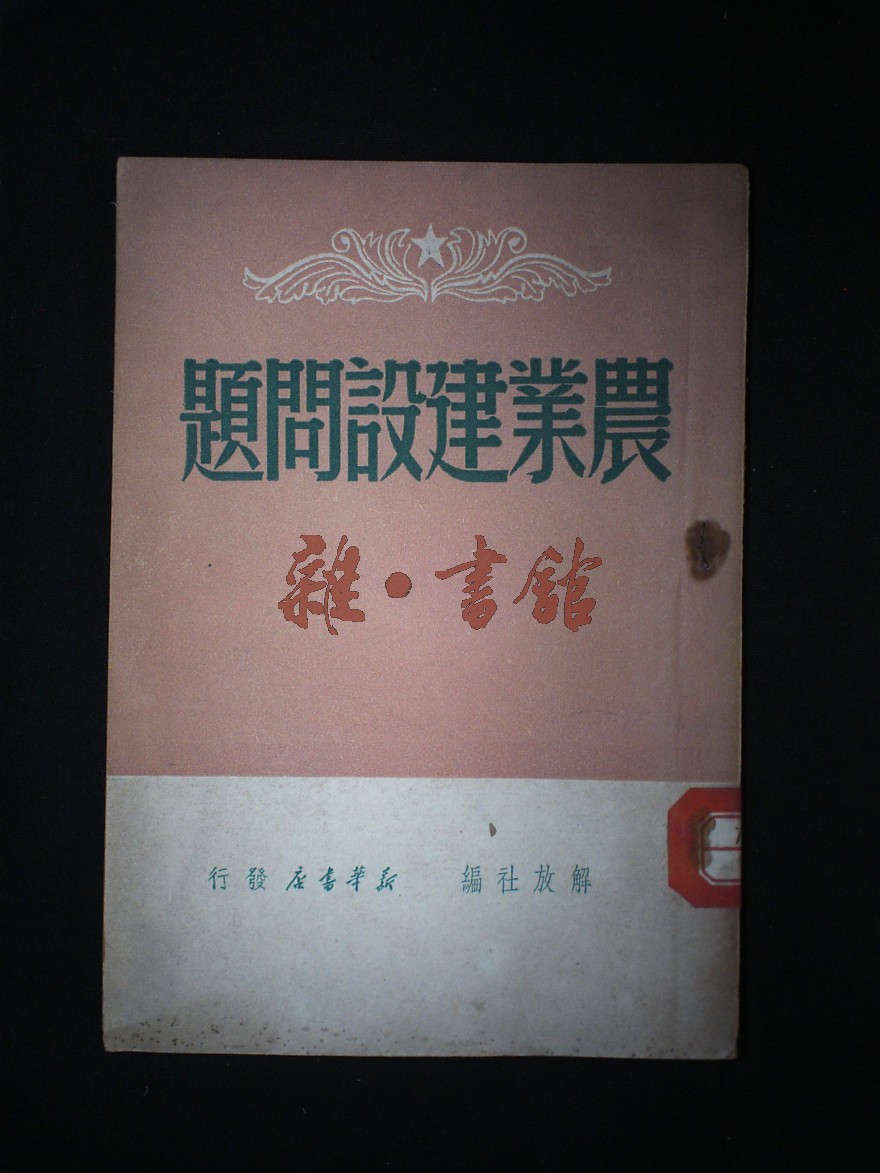 農業建設問題
雜·書館
解放社編 新華書店發行